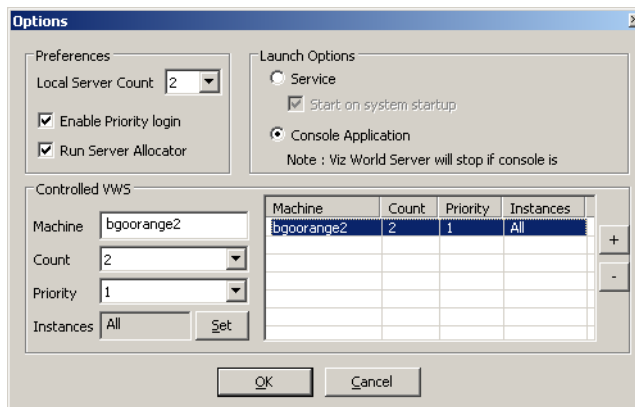 Options
Preferences
Local Server Count 2
Enable Priority login
Run Server Allocator
Launch Options
Service
Start on system startup
Console Application
Note : Viz World Server will stop if console is
Controlled VWS
Machine bgoorange2
Count 2
Priority 1
Instances All Set
Machine Count Priority Instances
bgoorange2 2 1 All
+
-
OK Cancel